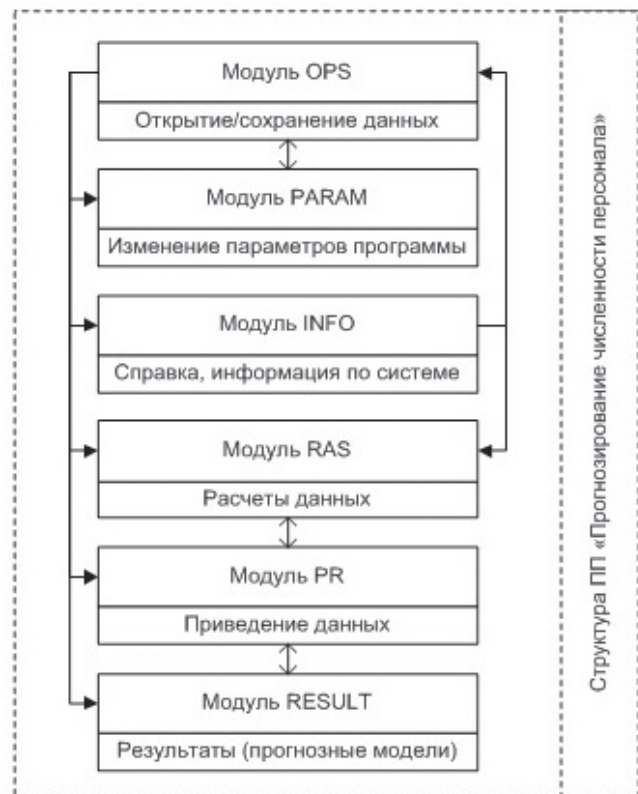 Модуль OPS
Открытие/сохранение данных
Модуль PARAM
Изменение параметров программы
Модуль INFO
Справка, информация по системе
Модуль RAS
Расчеты данных
Модуль PR
Приведение данных
Модуль RESULT
Результаты (прогнозные модели)
Структура ПП «Прогнозирование численности персонала»